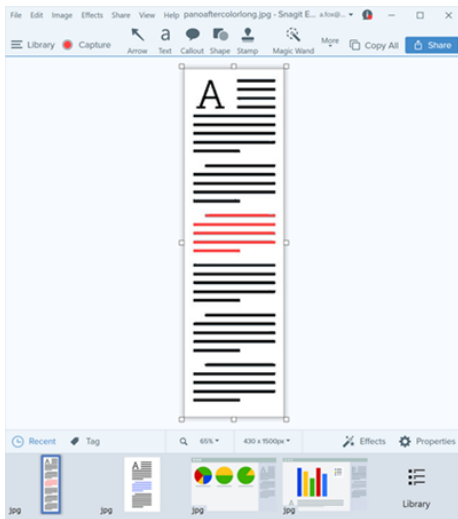 File Edit Image Effects Share View Help panoaftercolorlong.jpg - Snagit E... a.fox@...
Library Capture Arrow Text Callout Shape Stamp Magic Wand More Copy All Share
a
A
Recent Tag 65% 430 x 1500px Effects Properties
A
A
A
jpg jpg jpg jpg Library